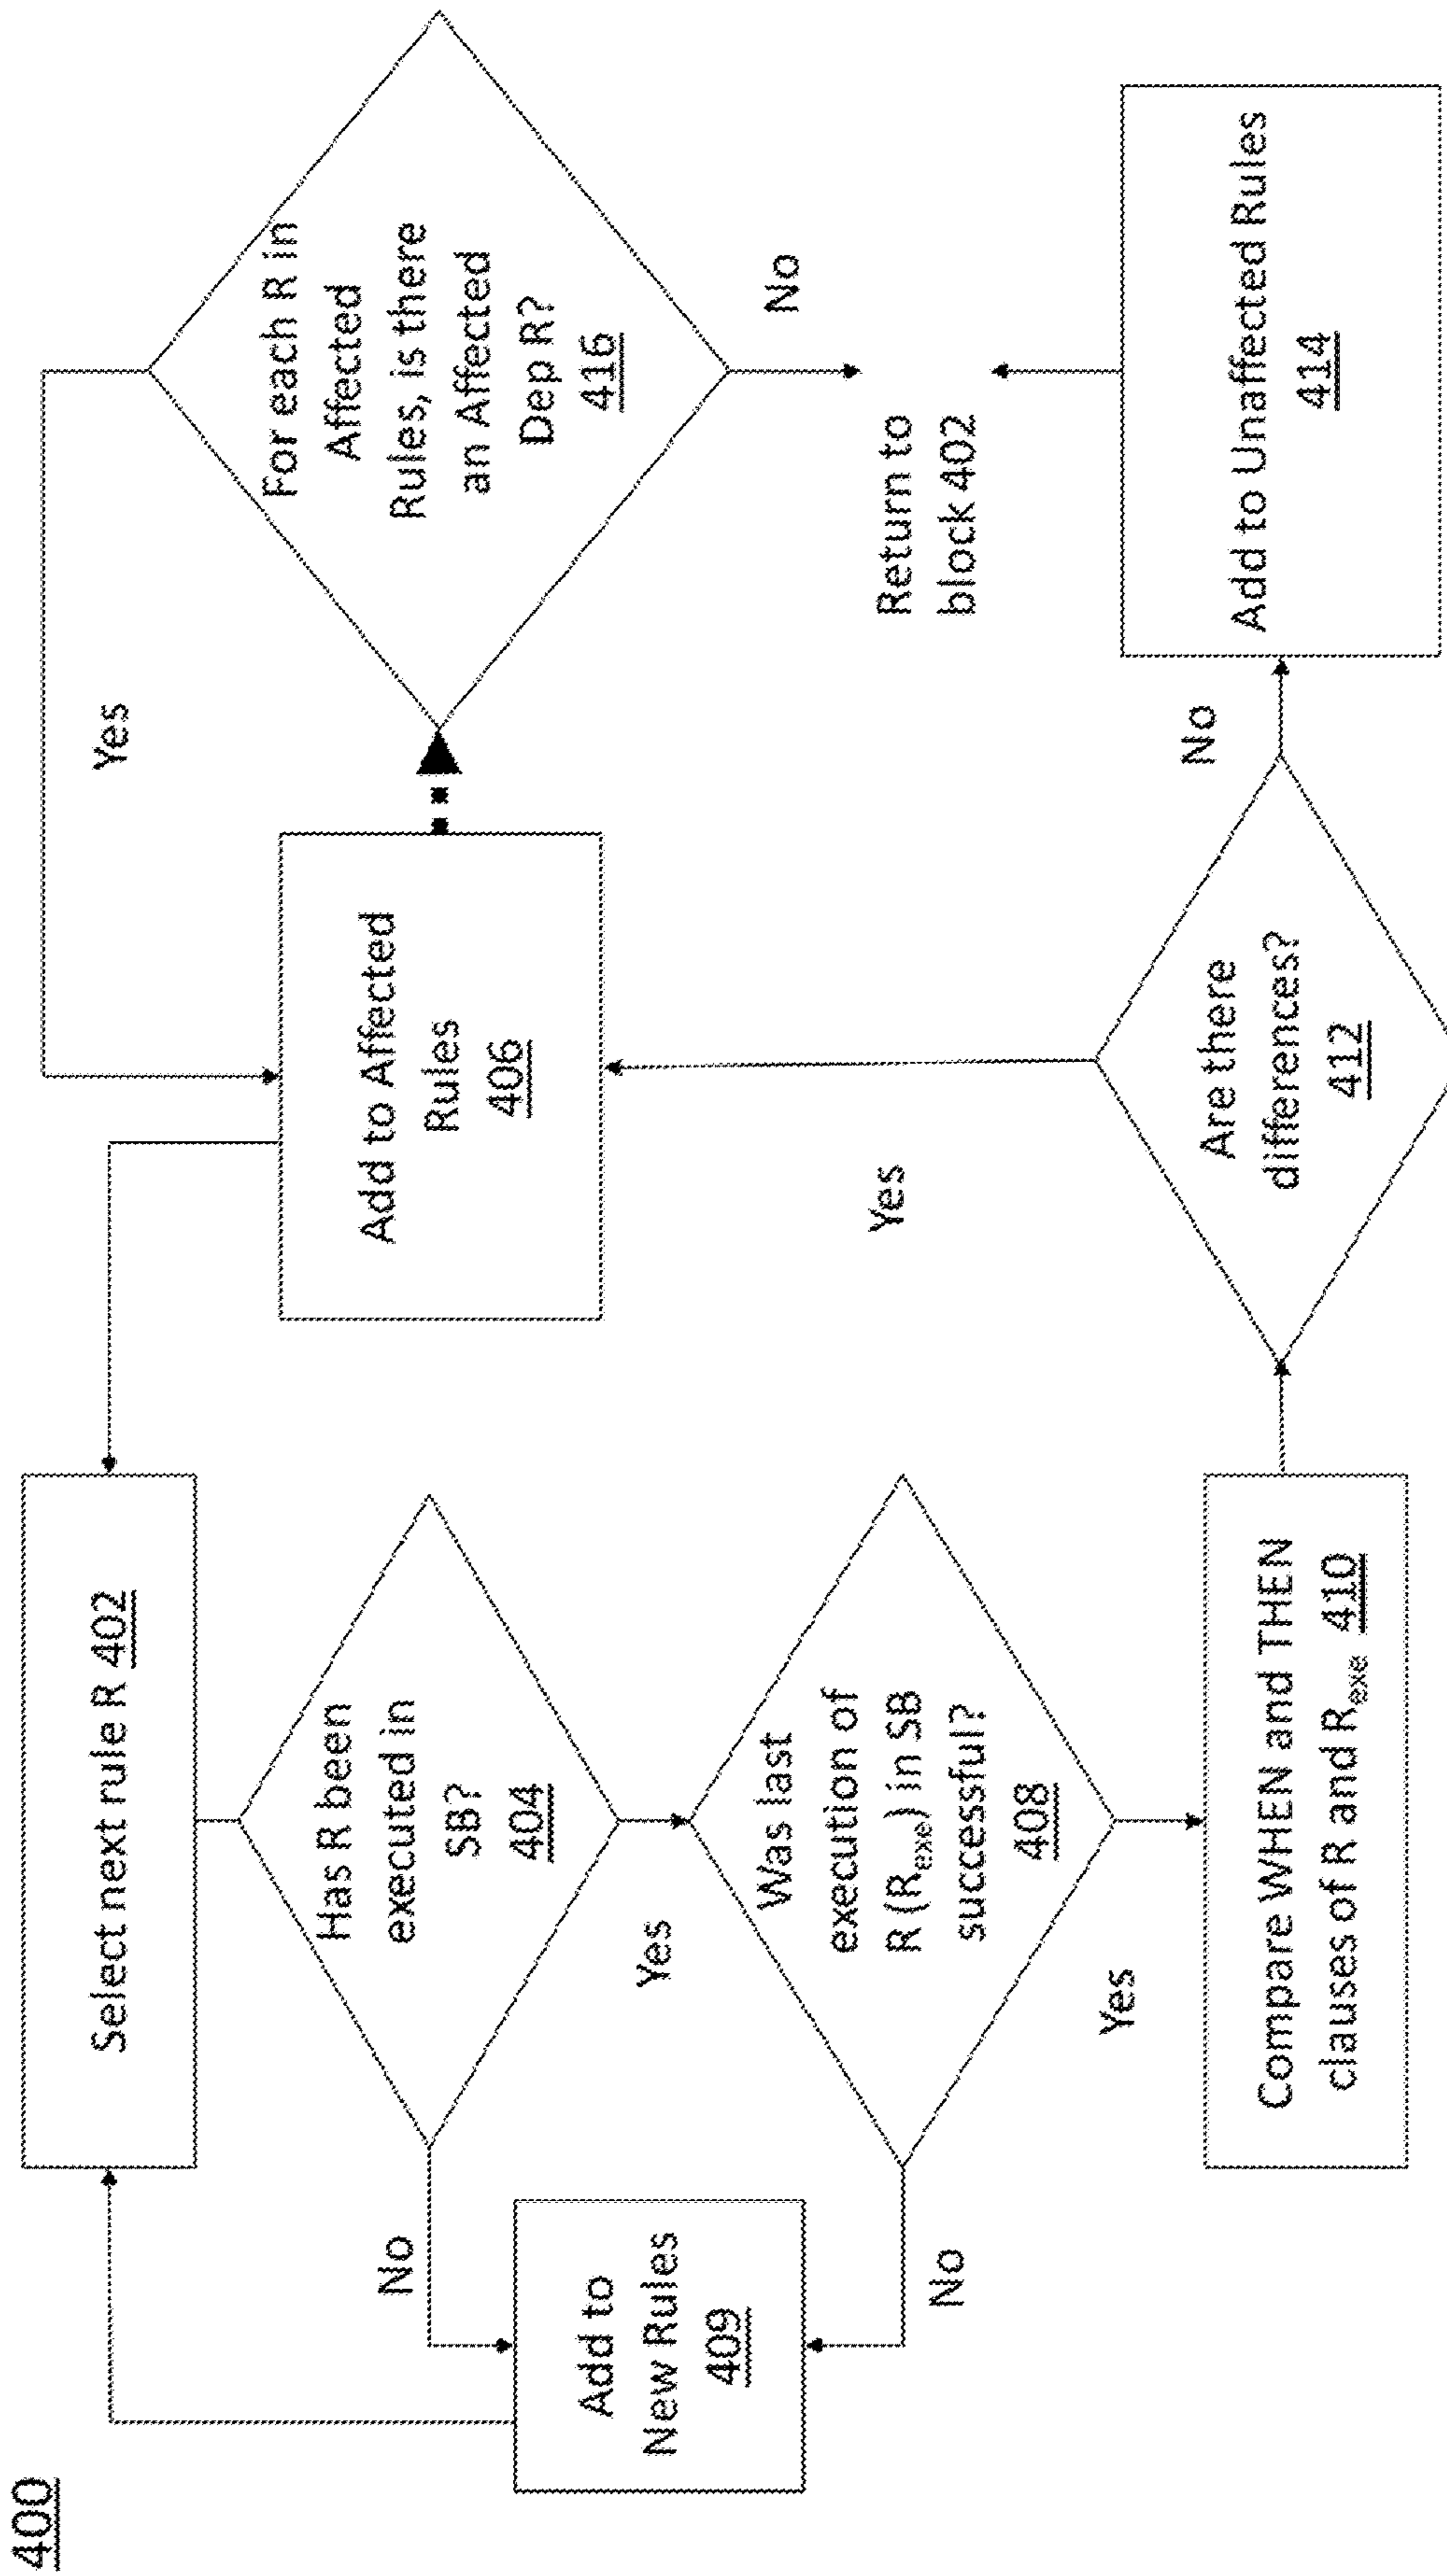 400
Select next rule R 402
Has R been
executed in
SB?
404
No
Yes
Add to
New Rules
409
Was last
execution of
R (Rexe) in SB
successful?
408
No
Yes
Compare WHEN and THEN
clauses of R and Rexe 410
Are there
differences?
412
Yes
No
Add to Affected
Rules
406
Yes
For each R in
Affected
Rules, is there
an Affected
Dep R?
416
No
Return to
block 402
Add to Unaffected Rules
414